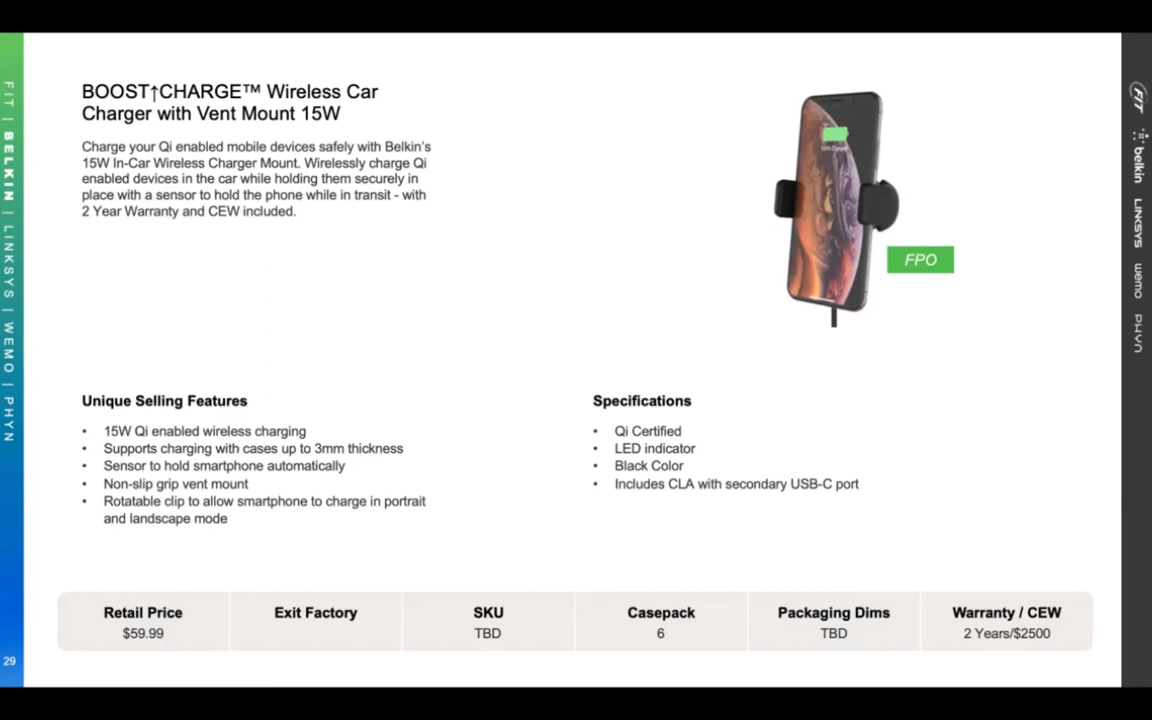 BOOST↑CHARGE™ Wireless Car
Charger with Vent Mount 15W
Charge your Qi enabled mobile devices safely with Belkin's
15W In-Car Wireless Charger Mount. Wirelessly charge Qi
enabled devices in the car while holding them securely in
place with a sensor to hold the phone while in transit - with
2 Year Warranty and CEW included.
FPO
Unique Selling Features
• 15W Qi enabled wireless charging
• Supports charging with cases up to 3mm thickness
• Sensor to hold smartphone automatically
• Non-slip grip vent mount
• Rotatable clip to allow smartphone to charge in portrait
and landscape mode
Specifications
• Qi Certified
• LED indicator
• Black Color
• Includes CLA with secondary USB-C port
Retail Price
$59.99
Exit Factory
SKU
TBD
Casepack
6
Packaging Dims
TBD
Warranty / CEW
2 Years/$2500
FIT | BELKIN | LINKSYS | WEMO | PHYN
29
FIT
belkin
LINKSYS
wemo
PHYN